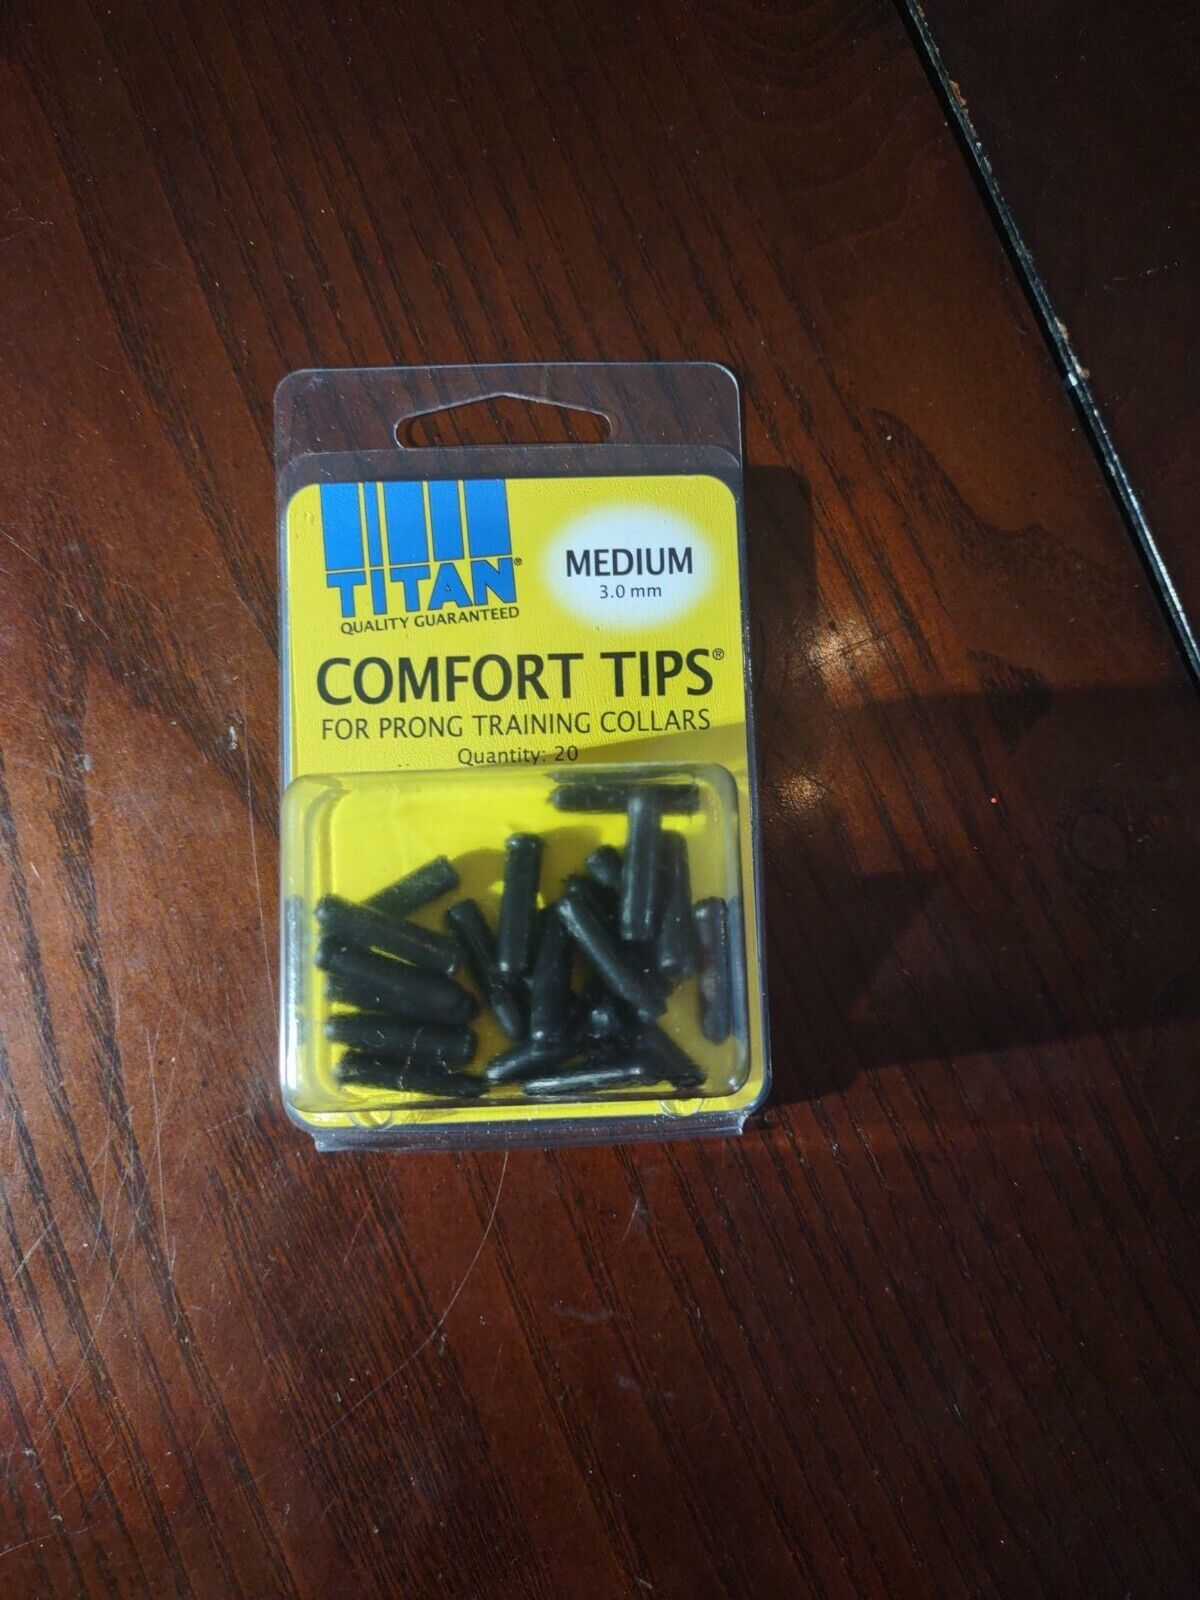 TITAN®
QUALITY GUARANTEED
MEDIUM
3.0 mm
COMFORT TIPS®
FOR PRONG TRAINING COLLARS
Quantity: 20